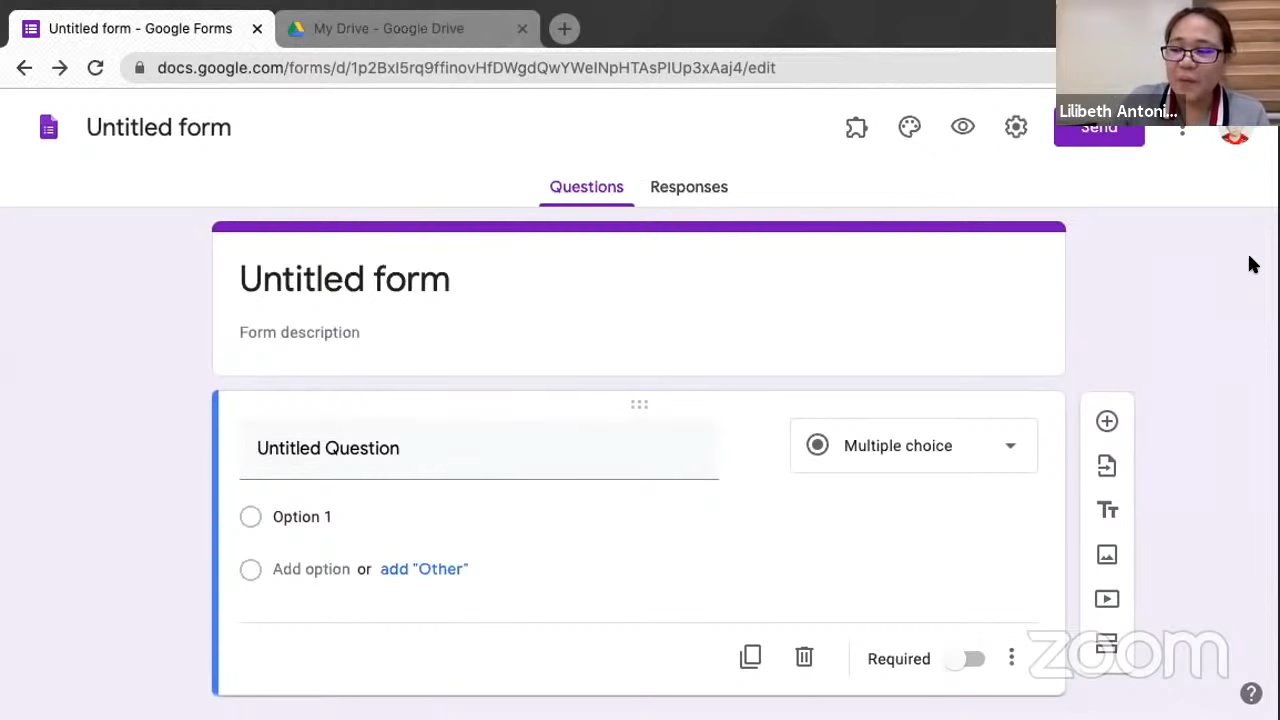 Untitled form - Google Forms
My Drive - Google Drive
docs.google.com/forms/d/1p2BxI5rq9ffinovHfDWgdQwYWeINpHTAsPIUp3xAaj4/edit
Lilibeth Antoni...
Untitled form
Send
Questions
Responses
Untitled form
Form description
Untitled Question
Multiple choice
Option 1
Add option or add "Other"
Required
zoom